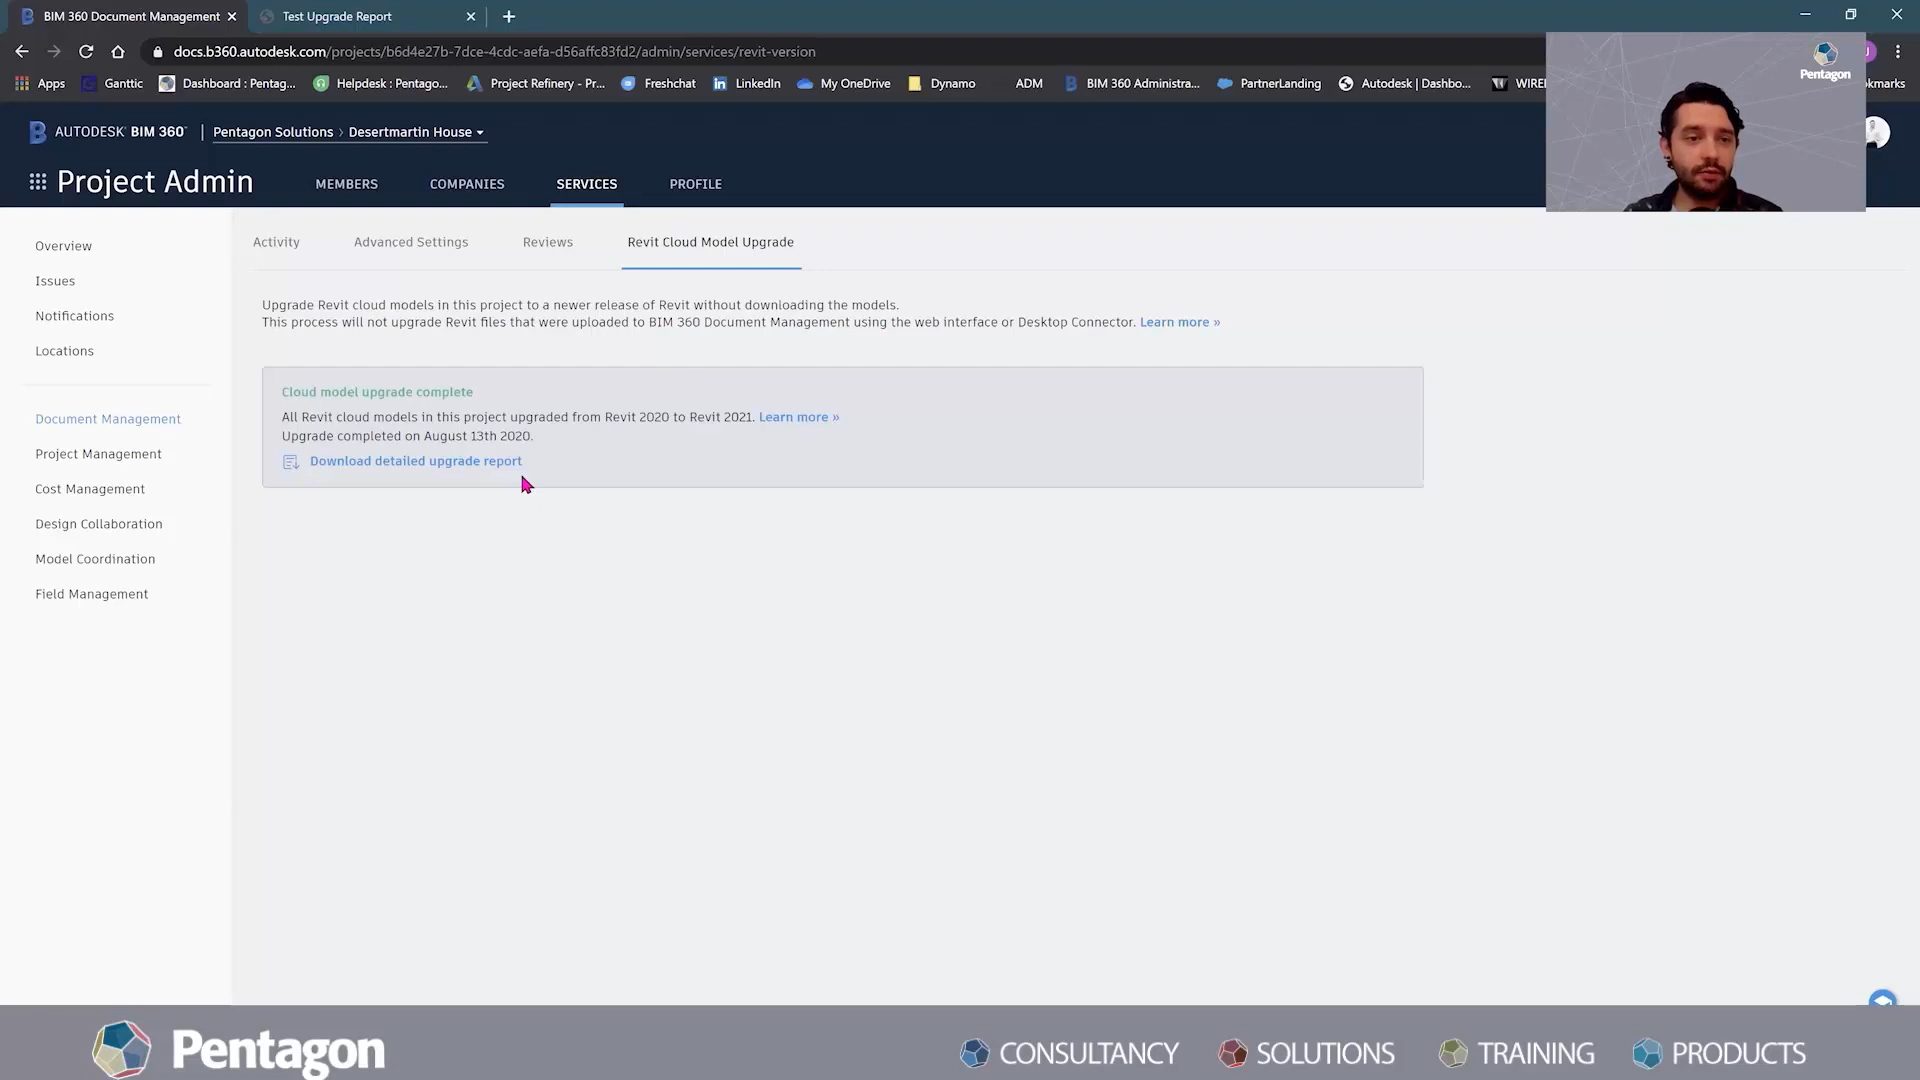 BIM 360 Document Management
Test Upgrade Report
docs.b360.autodesk.com/projects/b6d4e27b-7dce-4cdc-aefa-d56affc83fd2/admin/services/revit-version
Apps Ganttic Dashboard : Pentag... Helpdesk : Pentago... Project Refinery - Pr... Freshchat LinkedIn My OneDrive Dynamo ADM BIM 360 Administra... PartnerLanding Autodesk | Dashbo... WIRE kmarks
Pentagon
AUTODESK BIM 360 | Pentagon Solutions › Desertmartin House
Project Admin MEMBERS COMPANIES SERVICES PROFILE
Overview
Issues
Notifications
Locations
Document Management
Project Management
Cost Management
Design Collaboration
Model Coordination
Field Management
Activity Advanced Settings Reviews Revit Cloud Model Upgrade
Upgrade Revit cloud models in this project to a newer release of Revit without downloading the models.
This process will not upgrade Revit files that were uploaded to BIM 360 Document Management using the web interface or Desktop Connector. Learn more »
Cloud model upgrade complete
All Revit cloud models in this project upgraded from Revit 2020 to Revit 2021. Learn more »
Upgrade completed on August 13th 2020.
Download detailed upgrade report
Pentagon CONSULTANCY SOLUTIONS TRAINING PRODUCTS